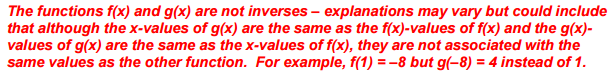 The functions f(x) and g(x) are not inverses – explanations may vary but could include
that although the x-values of g(x) are the same as the f(x)-values of f(x) and the g(x)-
values of g(x) are the same as the x-values of f(x), they are not associated with the
same values as the other function.  For example, f(1) = –8 but g(–8) = 4 instead of 1.